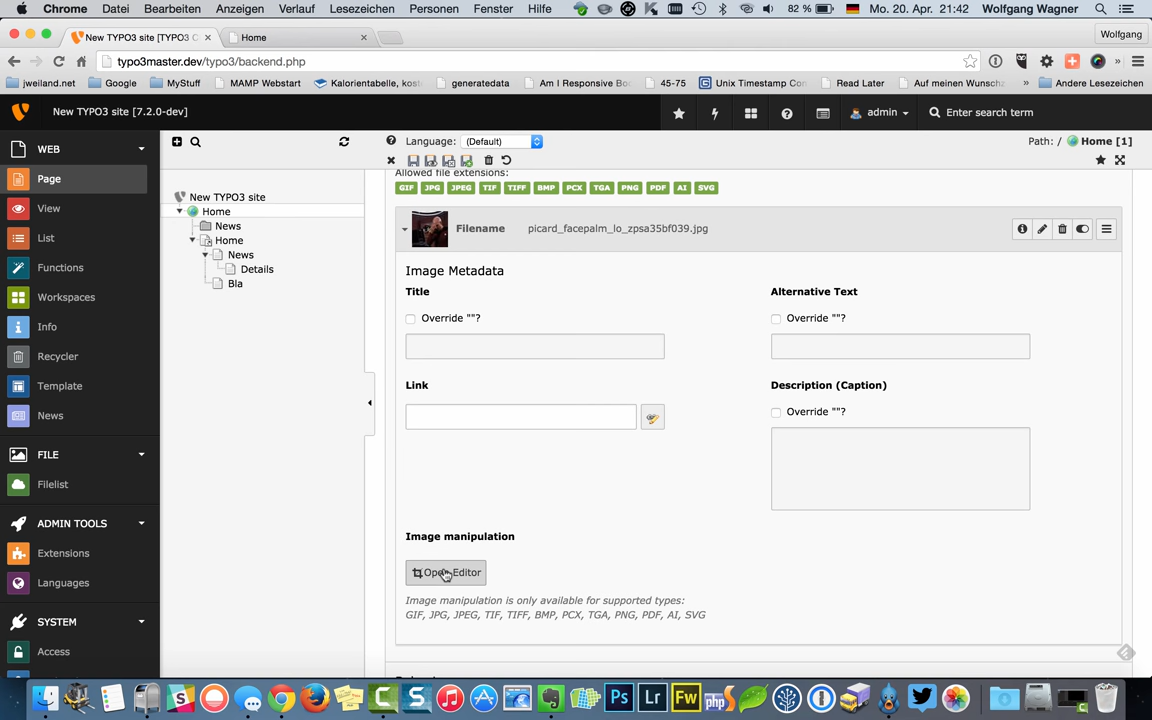 Chrome Datei Bearbeiten Anzeigen Verlauf Lesezeichen Personen Fenster Hilfe 82 % Mo. 20. Apr. 21:42 Wolfgang Wagner
New TYPO3 site [TYPO3 C × Home × Wolfgang
typo3master.dev/typo3/backend.php
jweiland.net Google MyStuff MAMP Webstart Kalorientabelle, kost generatedata Am I Responsive 45-75 Unix Timestamp Con Read Later Auf meinen Wunsch » Andere Lesezeichen
New TYPO3 site [7.2.0-dev] admin Enter search term
WEB
Page
View
List
Functions
Workspaces
Info
Recycler
Template
News
FILE
Filelist
ADMIN TOOLS
Extensions
Languages
SYSTEM
Access
New TYPO3 site
Home
News
Home
News
Details
Bla
Language: (Default) Path: / Home [1]
Allowed file extensions:
GIF JPG JPEG TIF TIFF BMP PCX TGA PNG PDF AI SVG
Filename picard_facepalm_lo_zpsa35bf039.jpg
Image Metadata
Title Alternative Text
Override ""? Override ""?
Link Description (Caption)
Override ""?
Image manipulation
Open Editor
Image manipulation is only available for supported types:
GIF, JPG, JPEG, TIF, TIFF, BMP, PCX, TGA, PNG, PDF, AI, SVG
Ps Lr Fw php